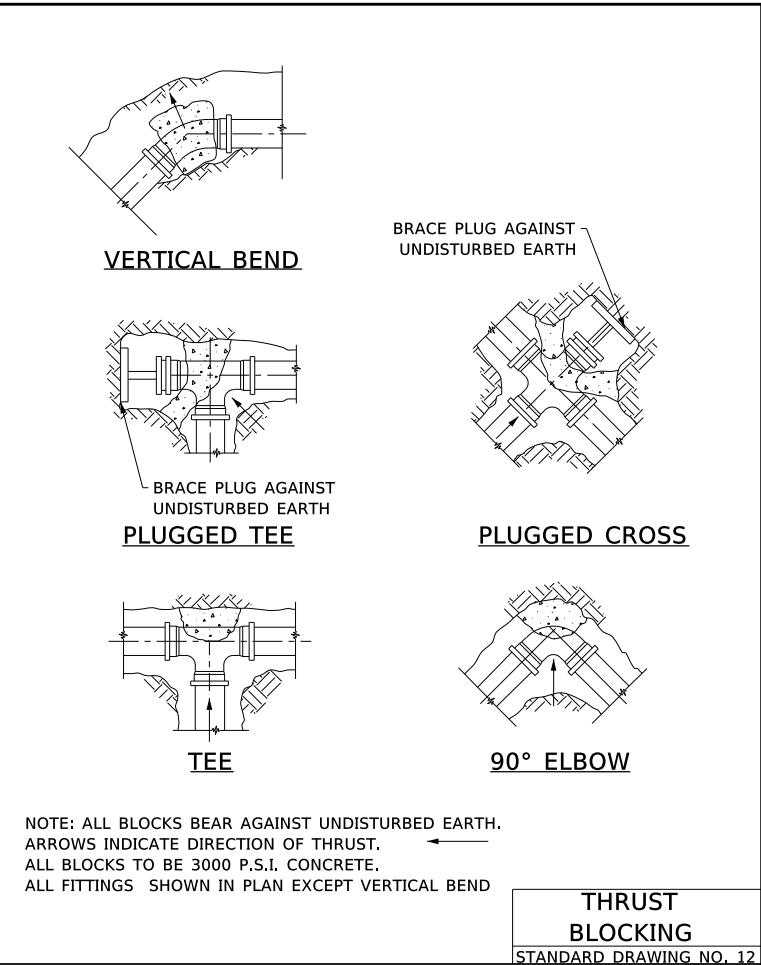 VERTICAL BEND
BRACE PLUG AGAINST
UNDISTURBED EARTH
BRACE PLUG AGAINST
UNDISTURBED EARTH
PLUGGED TEE
PLUGGED CROSS
TEE
90° ELBOW
NOTE: ALL BLOCKS BEAR AGAINST UNDISTURBED EARTH.
ARROWS INDICATE DIRECTION OF THRUST.
ALL BLOCKS TO BE 3000 P.S.I. CONCRETE.
ALL FITTINGS SHOWN IN PLAN EXCEPT VERTICAL BEND
THRUST
BLOCKING
STANDARD DRAWING NO. 12